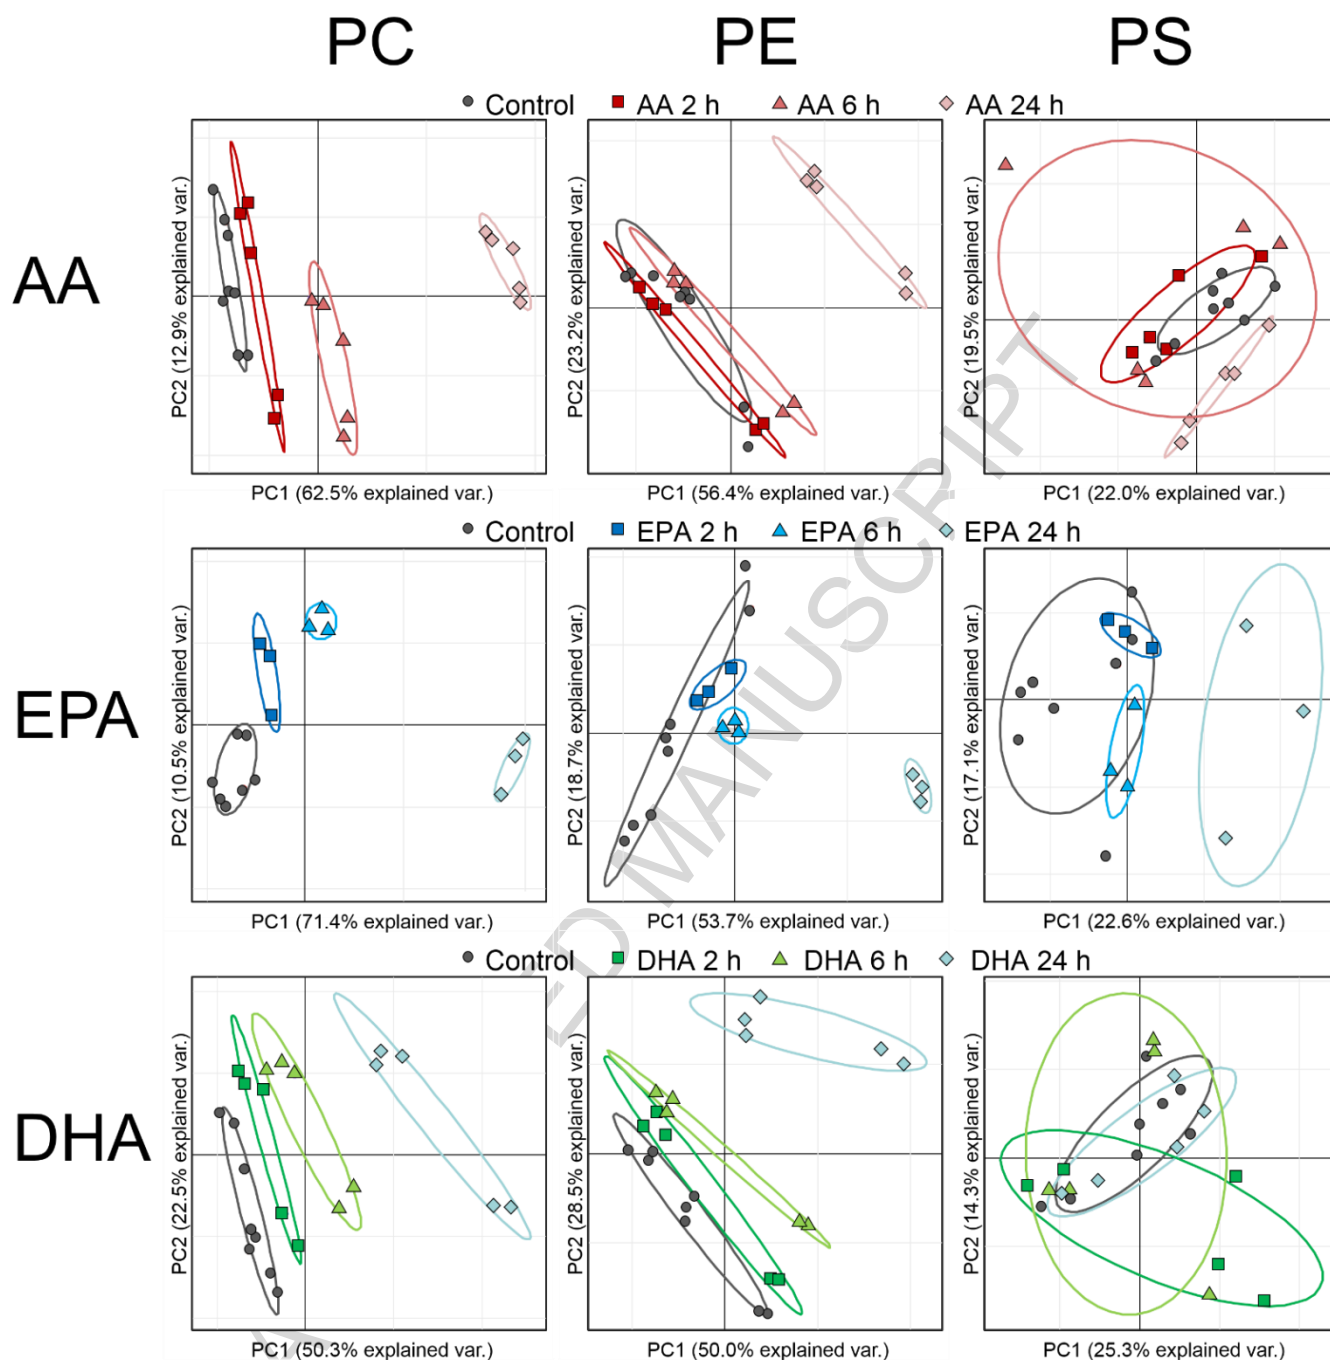 PC PE PS
Control AA 2 h AA 6 h AA 24 h
AA
PC2 (12.9% explained var.)
PC1 (62.5% explained var.)
PC2 (23.2% explained var.)
PC1 (56.4% explained var.)
PC2 (19.5% explained var.)
PC1 (22.0% explained var.)
Control EPA 2 h EPA 6 h EPA 24 h
EPA
PC2 (10.5% explained var.)
PC1 (71.4% explained var.)
PC2 (18.7% explained var.)
PC1 (53.7% explained var.)
PC2 (17.1% explained var.)
PC1 (22.6% explained var.)
Control DHA 2 h DHA 6 h DHA 24 h
DHA
PC2 (22.5% explained var.)
PC1 (50.3% explained var.)
PC2 (28.5% explained var.)
PC1 (50.0% explained var.)
PC2 (14.3% explained var.)
PC1 (25.3% explained var.)
ED MANUSCRIPT